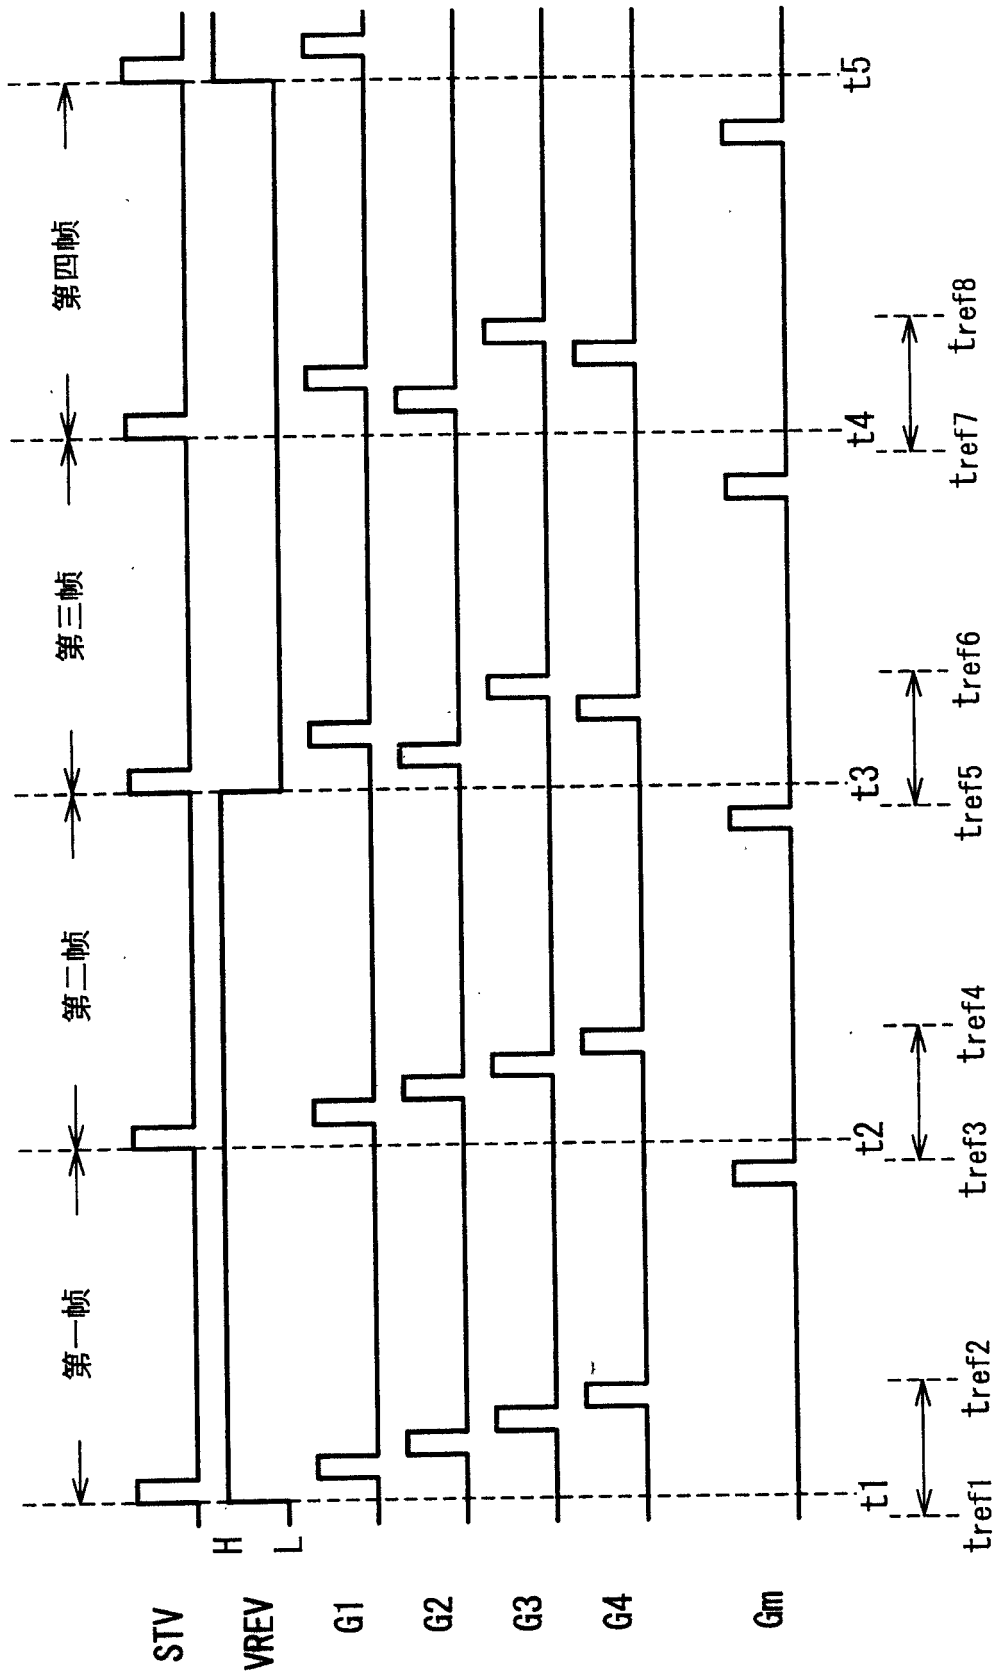 第一帧
第二帧
第三帧
第四帧
STV
VREV
H
L
G1
G2
G3
G4
Gm
t1
t2
t3
t4
t5
tref1
tref2
tref3
tref4
tref5
tref6
tref7
tref8